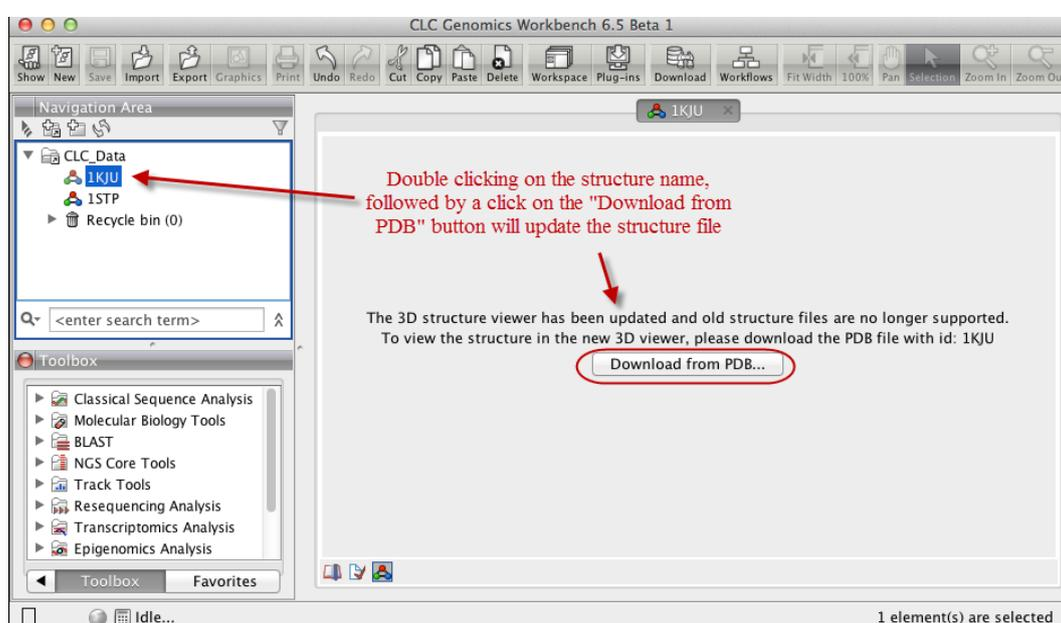 CLC Genomics Workbench 6.5 Beta 1
Show New Save Import Export Graphics Print Undo Redo Cut Copy Paste Delete Workspace Plug-ins Download Workflows Fit Width 100% Pan Selection Zoom In Zoom Ou
Navigation Area
1KJU
CLC_Data
1KJU
1STP
Recycle bin (0)
Double clicking on the structure name,
followed by a click on the "Download from
PDB" button will update the structure file
<enter search term>
The 3D structure viewer has been updated and old structure files are no longer supported.
To view the structure in the new 3D viewer, please download the PDB file with id: 1KJU
Download from PDB...
Toolbox
Classical Sequence Analysis
Molecular Biology Tools
BLAST
NGS Core Tools
Track Tools
Resequencing Analysis
Transcriptomics Analysis
Epigenomics Analysis
Toolbox Favorites
Idle...
1 element(s) are selected